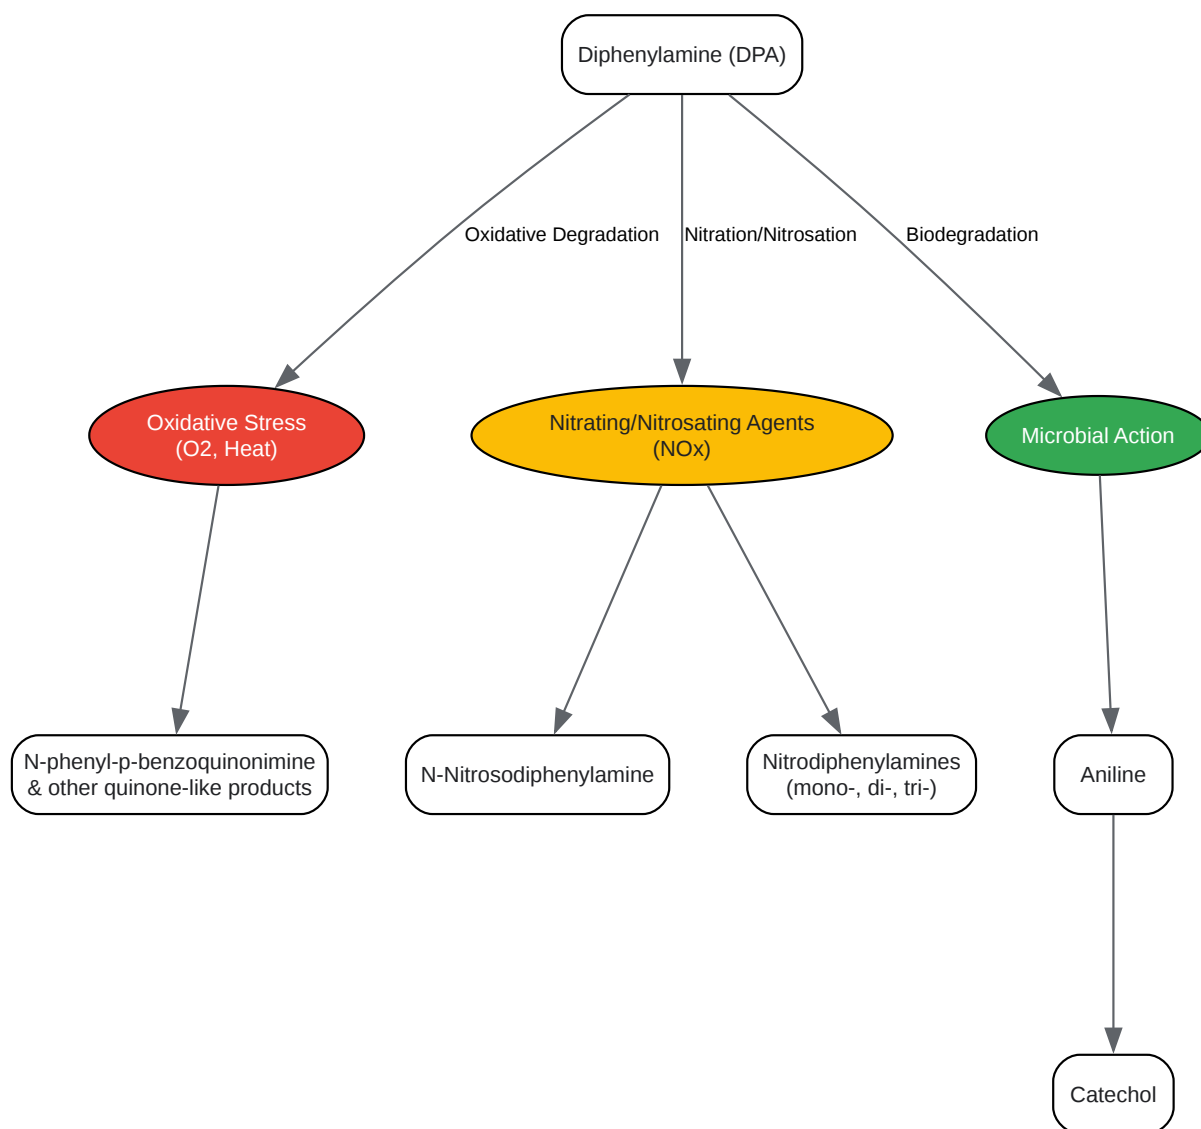 Diphenylamine (DPA)
Oxidative Degradation
Nitration/Nitrosation
Biodegradation
Oxidative Stress
(O2, Heat)
Nitrating/Nitrosating Agents
(NOx)
Microbial Action
N-phenyl-p-benzoquinonimine
& other quinone-like products
N-Nitrosodiphenylamine
Nitrodiphenylamines
(mono-, di-, tri-)
Aniline
Catechol